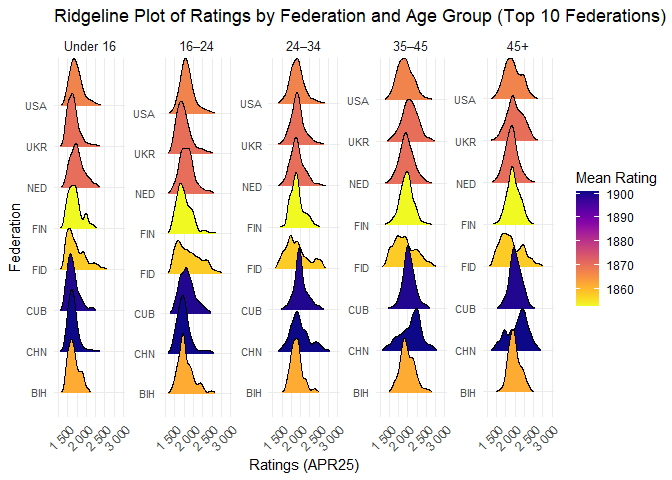 Ridgeline Plot of Ratings by Federation and Age Group (Top 10 Federations)
Under 16
16–24
24–34
35–45
45+
Federation
USA
UKR
NED
FIN
FID
CUB
CHN
BIH
USA
UKR
NED
FIN
FID
CUB
CHN
BIH
USA
UKR
NED
FIN
FID
CUB
CHN
BIH
USA
UKR
NED
FIN
FID
CUB
CHN
BIH
USA
UKR
NED
FIN
FID
CUB
CHN
BIH
1 500
2 000
2 500
3 000
1 500
2 000
2 500
3 000
1 500
2 000
2 500
3 000
1 500
2 000
2 500
3 000
1 500
2 000
2 500
3 000
Ratings (APR25)
Mean Rating
1900
1890
1880
1870
1860